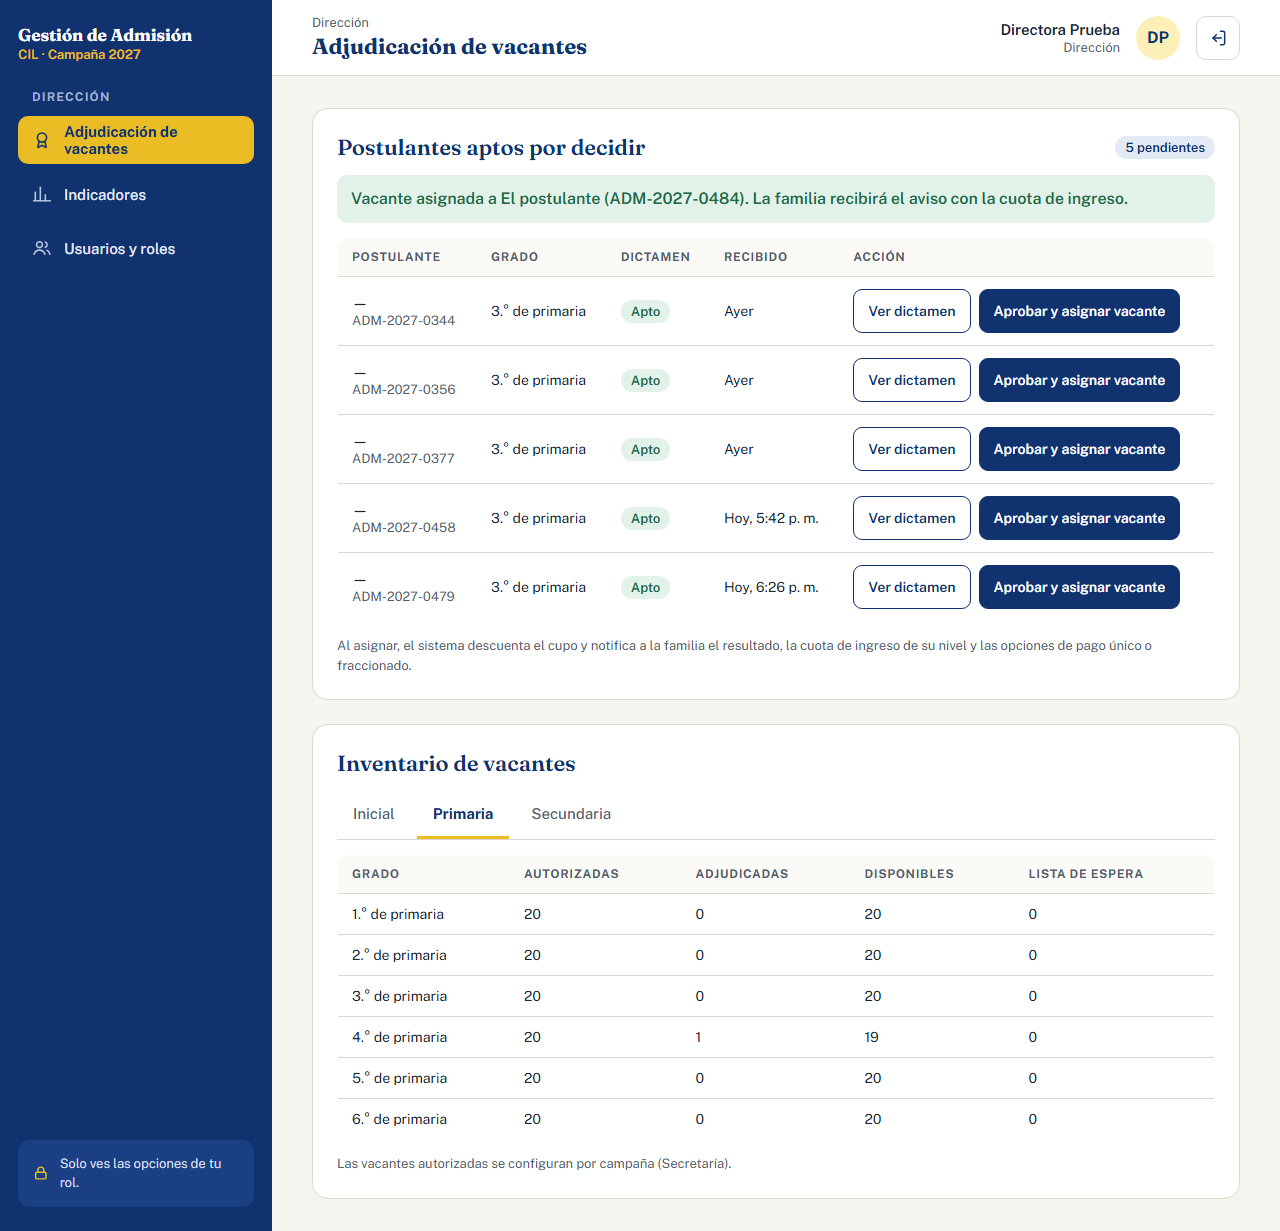 Gestión de Admisión
CIL · Campaña 2027
DIRECCIÓN
Adjudicación de
vacantes
Indicadores
Usuarios y roles
Solo ves las opciones de tu
rol.
Dirección
Adjudicación de vacantes
Directora Prueba
Dirección
DP
Postulantes aptos por decidir
5 pendientes
Vacante asignada a El postulante (ADM-2027-0484). La familia recibirá el aviso con la cuota de ingreso.
POSTULANTE GRADO DICTAMEN RECIBIDO ACCIÓN
—
ADM-2027-0344 3.° de primaria Apto Ayer Ver dictamen Aprobar y asignar vacante
—
ADM-2027-0356 3.° de primaria Apto Ayer Ver dictamen Aprobar y asignar vacante
—
ADM-2027-0377 3.° de primaria Apto Ayer Ver dictamen Aprobar y asignar vacante
—
ADM-2027-0458 3.° de primaria Apto Hoy, 5:42 p. m. Ver dictamen Aprobar y asignar vacante
—
ADM-2027-0479 3.° de primaria Apto Hoy, 6:26 p. m. Ver dictamen Aprobar y asignar vacante
Al asignar, el sistema descuenta el cupo y notifica a la familia el resultado, la cuota de ingreso de su nivel y las opciones de pago único o
fraccionado.
Inventario de vacantes
Inicial Primaria Secundaria
GRADO AUTORIZADAS ADJUDICADAS DISPONIBLES LISTA DE ESPERA
1.° de primaria 20 0 20 0
2.° de primaria 20 0 20 0
3.° de primaria 20 0 20 0
4.° de primaria 20 1 19 0
5.° de primaria 20 0 20 0
6.° de primaria 20 0 20 0
Las vacantes autorizadas se configuran por campaña (Secretaría).